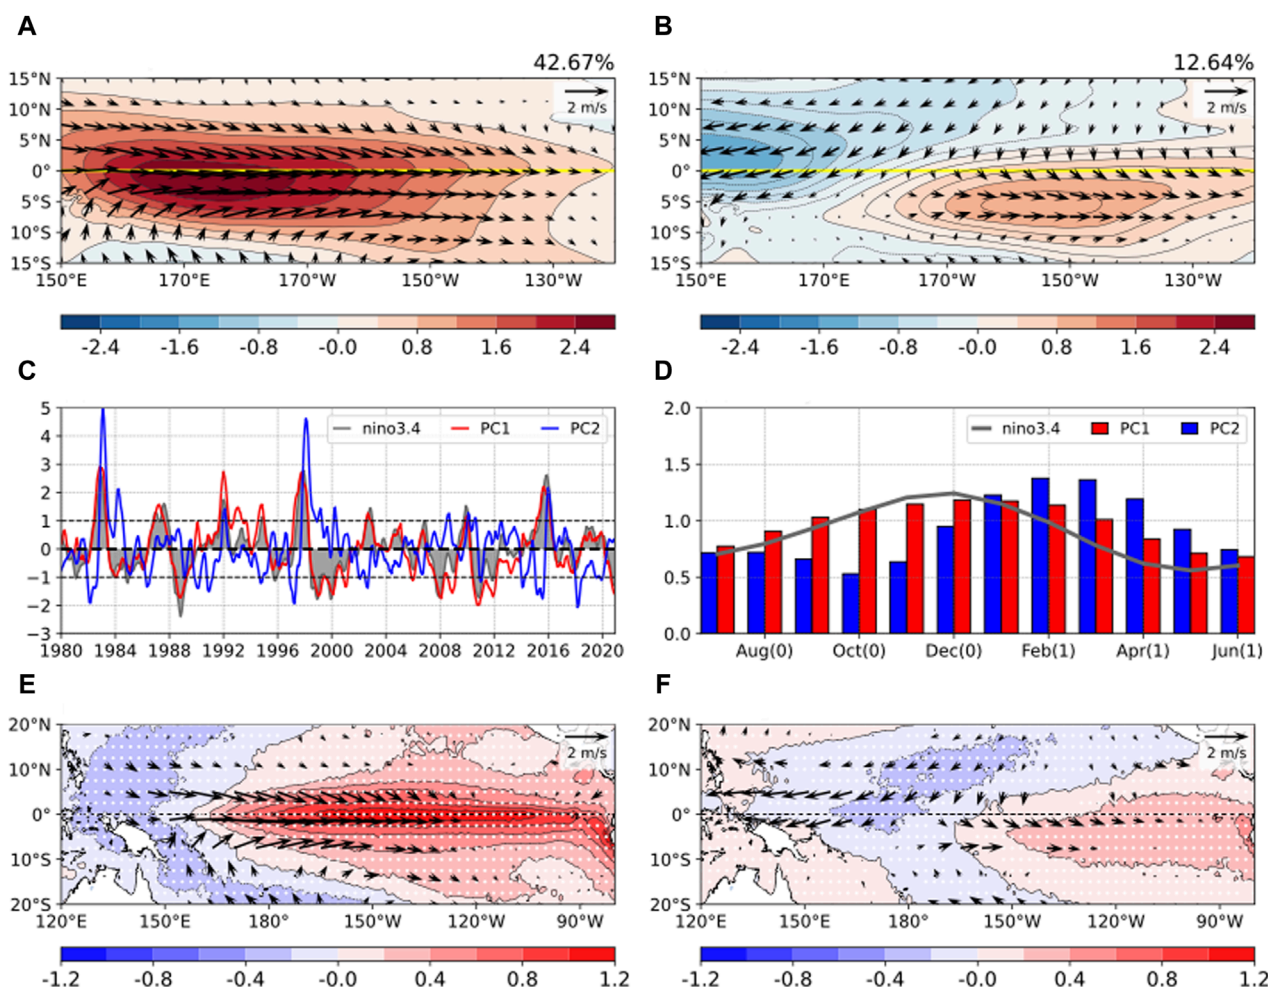 A
B
42.67%
12.64%
15°N
10°N
5°N
0°
5°S
10°S
15°S
2 m/s
150°E 170°E 170°W 150°W 130°W
15°N
10°N
5°N
0°
5°S
10°S
15°S
2 m/s
150°E 170°E 170°W 150°W 130°W
-2.4 -1.6 -0.8 -0.0 0.8 1.6 2.4
-2.4 -1.6 -0.8 -0.0 0.8 1.6 2.4
C
D
5
4
3
2
1
0
−1
−2
−3
nino3.4 PC1 PC2
1980 1984 1988 1992 1996 2000 2004 2008 2012 2016 2020
2.0
1.5
1.0
0.5
0.0
nino3.4 PC1 PC2
Aug(0) Oct(0) Dec(0) Feb(1) Apr(1) Jun(1)
E
F
20°N
10°N
0°
10°S
20°S
2 m/s
120°E 150°E 180° 150°W 120°W 90°W
20°N
10°N
0°
10°S
20°S
2 m/s
120°E 150°E 180° 150°W 120°W 90°W
-1.2 -0.8 -0.4 -0.0 0.4 0.8 1.2
-1.2 -0.8 -0.4 -0.0 0.4 0.8 1.2